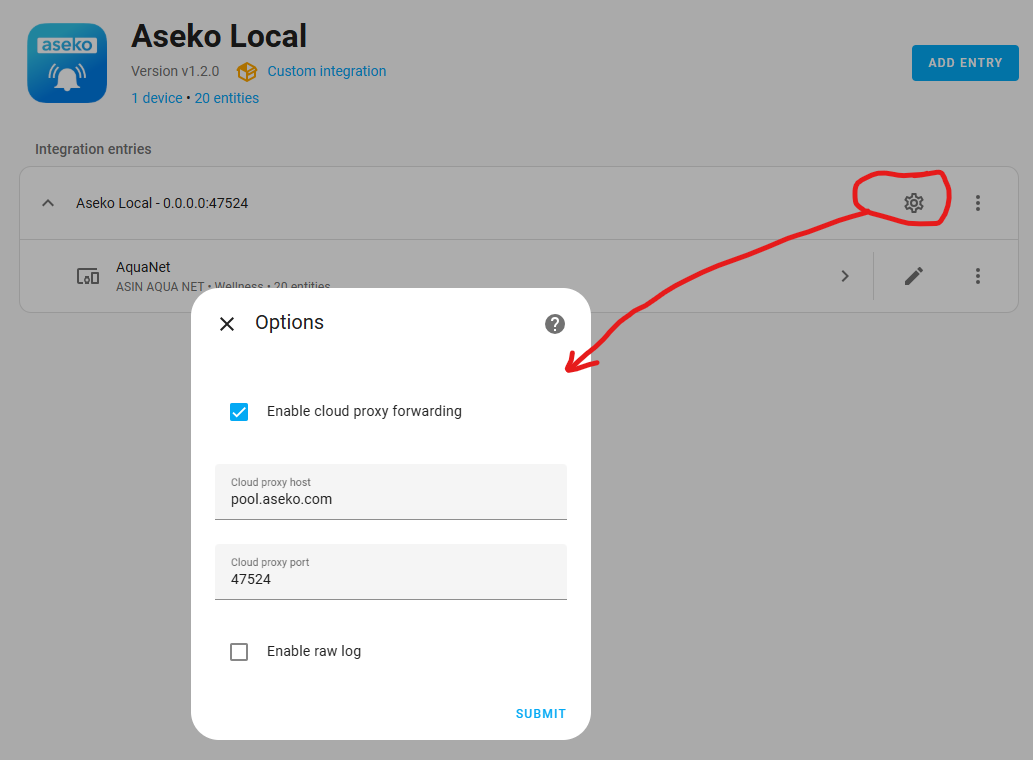 aseko
Aseko Local
Version v1.2.0 Custom integration
1 device • 20 entities
ADD ENTRY
Integration entries
Aseko Local - 0.0.0.0:47524
AquaNet
ASIN AQUA NET • Wellness • 20 entities
Options
Enable cloud proxy forwarding
Cloud proxy host
pool.aseko.com
Cloud proxy port
47524
Enable raw log
SUBMIT